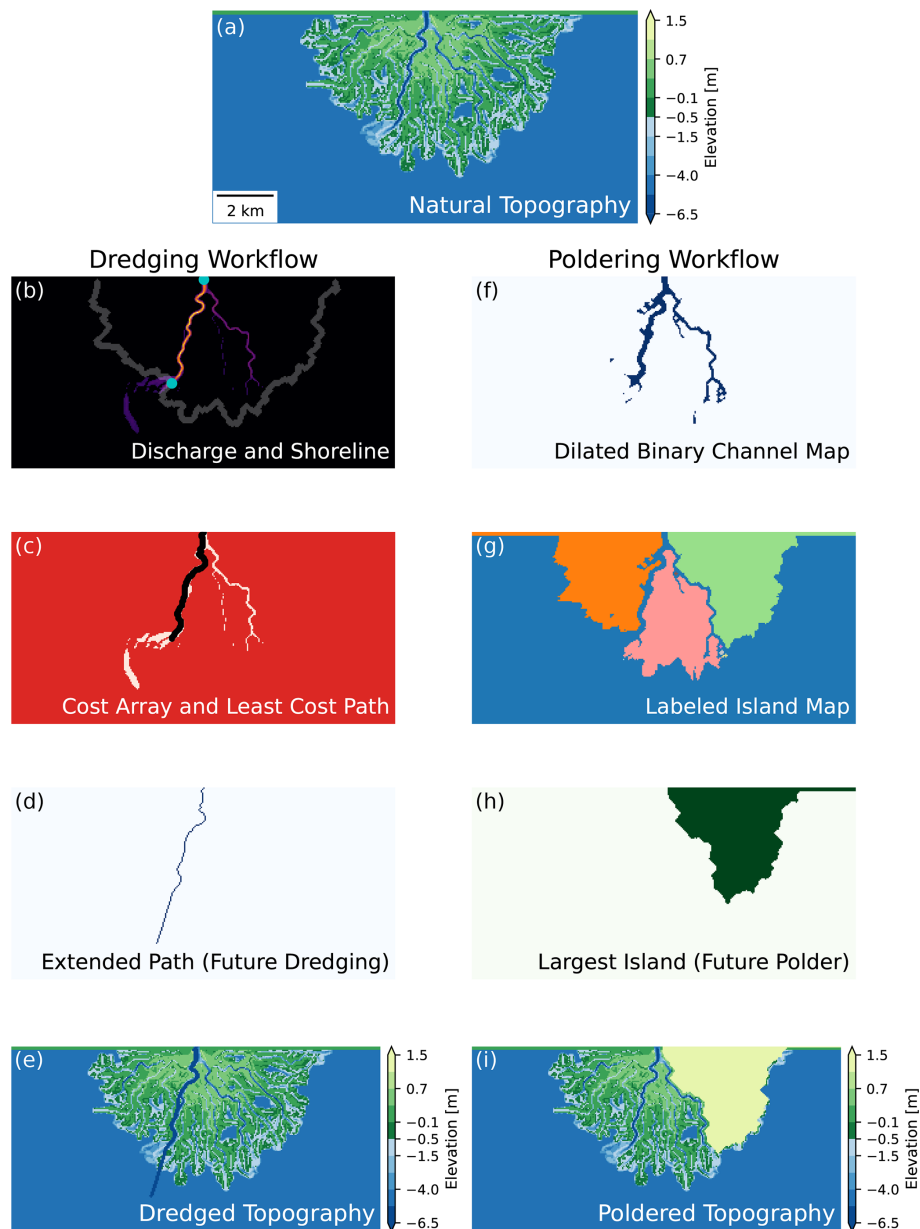 (a)
1.5
0.7
−0.1
−0.5
−1.5
−4.0
−6.5
Elevation [m]
2 km
Natural Topography
Dredging Workflow
Poldering Workflow
(b)
Discharge and Shoreline
(f)
Dilated Binary Channel Map
(c)
Cost Array and Least Cost Path
(g)
Labeled Island Map
(d)
Extended Path (Future Dredging)
(h)
Largest Island (Future Polder)
(e)
1.5
0.7
−0.1
−0.5
−1.5
−4.0
−6.5
Elevation [m]
Dredged Topography
(i)
1.5
0.7
−0.1
−0.5
−1.5
−4.0
−6.5
Elevation [m]
Poldered Topography